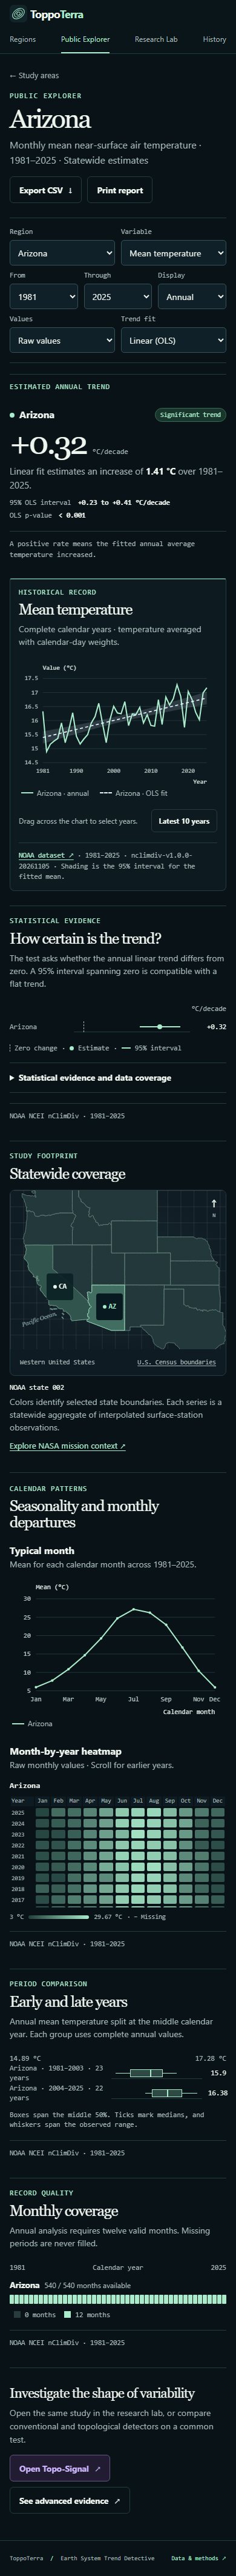 ToppoTerra
Regions Public Explorer Research Lab History
← Study areas
PUBLIC EXPLORER
Arizona
Monthly mean near-surface air temperature ·
1981–2025 · Statewide estimates
Export CSV ↓ Print report
Region Variable
Arizona Mean temperature
From Through Display
1981 2025 Annual
Values Trend fit
Raw values Linear (OLS)
ESTIMATED ANNUAL TREND
Arizona Significant trend
+0.32 °C/decade
Linear fit estimates an increase of 1.41 °C over 1981–
2025.
95% OLS interval +0.23 to +0.41 °C/decade
OLS p-value < 0.001
A positive rate means the fitted annual average
temperature increased.
HISTORICAL RECORD
Mean temperature
Complete calendar years · temperature averaged
with calendar-day weights.
Value (°C)
17.5
17
16.5
16
15.5
15
14.5
1981 1990 2000 2010 2020
Year
Arizona · annual Arizona · OLS fit
Drag across the chart to select years. Latest 10 years
NOAA dataset ↗ · 1981–2025 · nclimdiv-v1.0.0-
20261105 · Shading is the 95% interval for the
fitted mean.
STATISTICAL EVIDENCE
How certain is the trend?
The test asks whether the annual linear trend differs from
zero. A 95% interval spanning zero is compatible with a
flat trend.
°C/decade
Arizona +0.32
Zero change · Estimate · 95% interval
▶ Statistical evidence and data coverage
NOAA NCEI nClimDiv · 1981–2025
STUDY FOOTPRINT
Statewide coverage
↑
N
CA
AZ
Pacific Ocean
Western United States U.S. Census boundaries
NOAA state 002
Colors identify selected state boundaries. Each series is a
statewide aggregate of interpolated surface-station
observations.
Explore NASA mission context ↗
CALENDAR PATTERNS
Seasonality and monthly
departures
Typical month
Mean for each calendar month across 1981–2025.
Mean (°C)
30
25
20
15
10
5
Jan Mar May Jul Sep Nov Dec
Calendar month
Arizona
Month-by-year heatmap
Raw monthly values · Scroll for earlier years.
Arizona
Year Jan Feb Mar Apr May Jun Jul Aug Sep Oct Nov Dec
2025
2024
2023
2022
2021
2020
2019
2018
2017
3 °C 29.67 °C · – Missing
NOAA NCEI nClimDiv · 1981–2025
PERIOD COMPARISON
Early and late years
Annual mean temperature split at the middle calendar
year. Each group uses complete annual values.
14.89 °C 17.28 °C
Arizona · 1981–2003 · 23
years 15.9
Arizona · 2004–2025 · 22
years 16.38
Boxes span the middle 50%. Ticks mark medians, and
whiskers span the observed range.
NOAA NCEI nClimDiv · 1981–2025
RECORD QUALITY
Monthly coverage
Annual analysis requires twelve valid months. Missing
periods are never filled.
1981 Calendar year 2025
Arizona 540 / 540 months available
0 months 12 months
NOAA NCEI nClimDiv · 1981–2025
Investigate the shape of variability
Open the same study in the research lab, or compare
conventional and topological detectors on a common
test.
Open Topo-Signal ↗
See advanced evidence ↗
ToppoTerra / Earth System Trend Detective Data & methods ↗